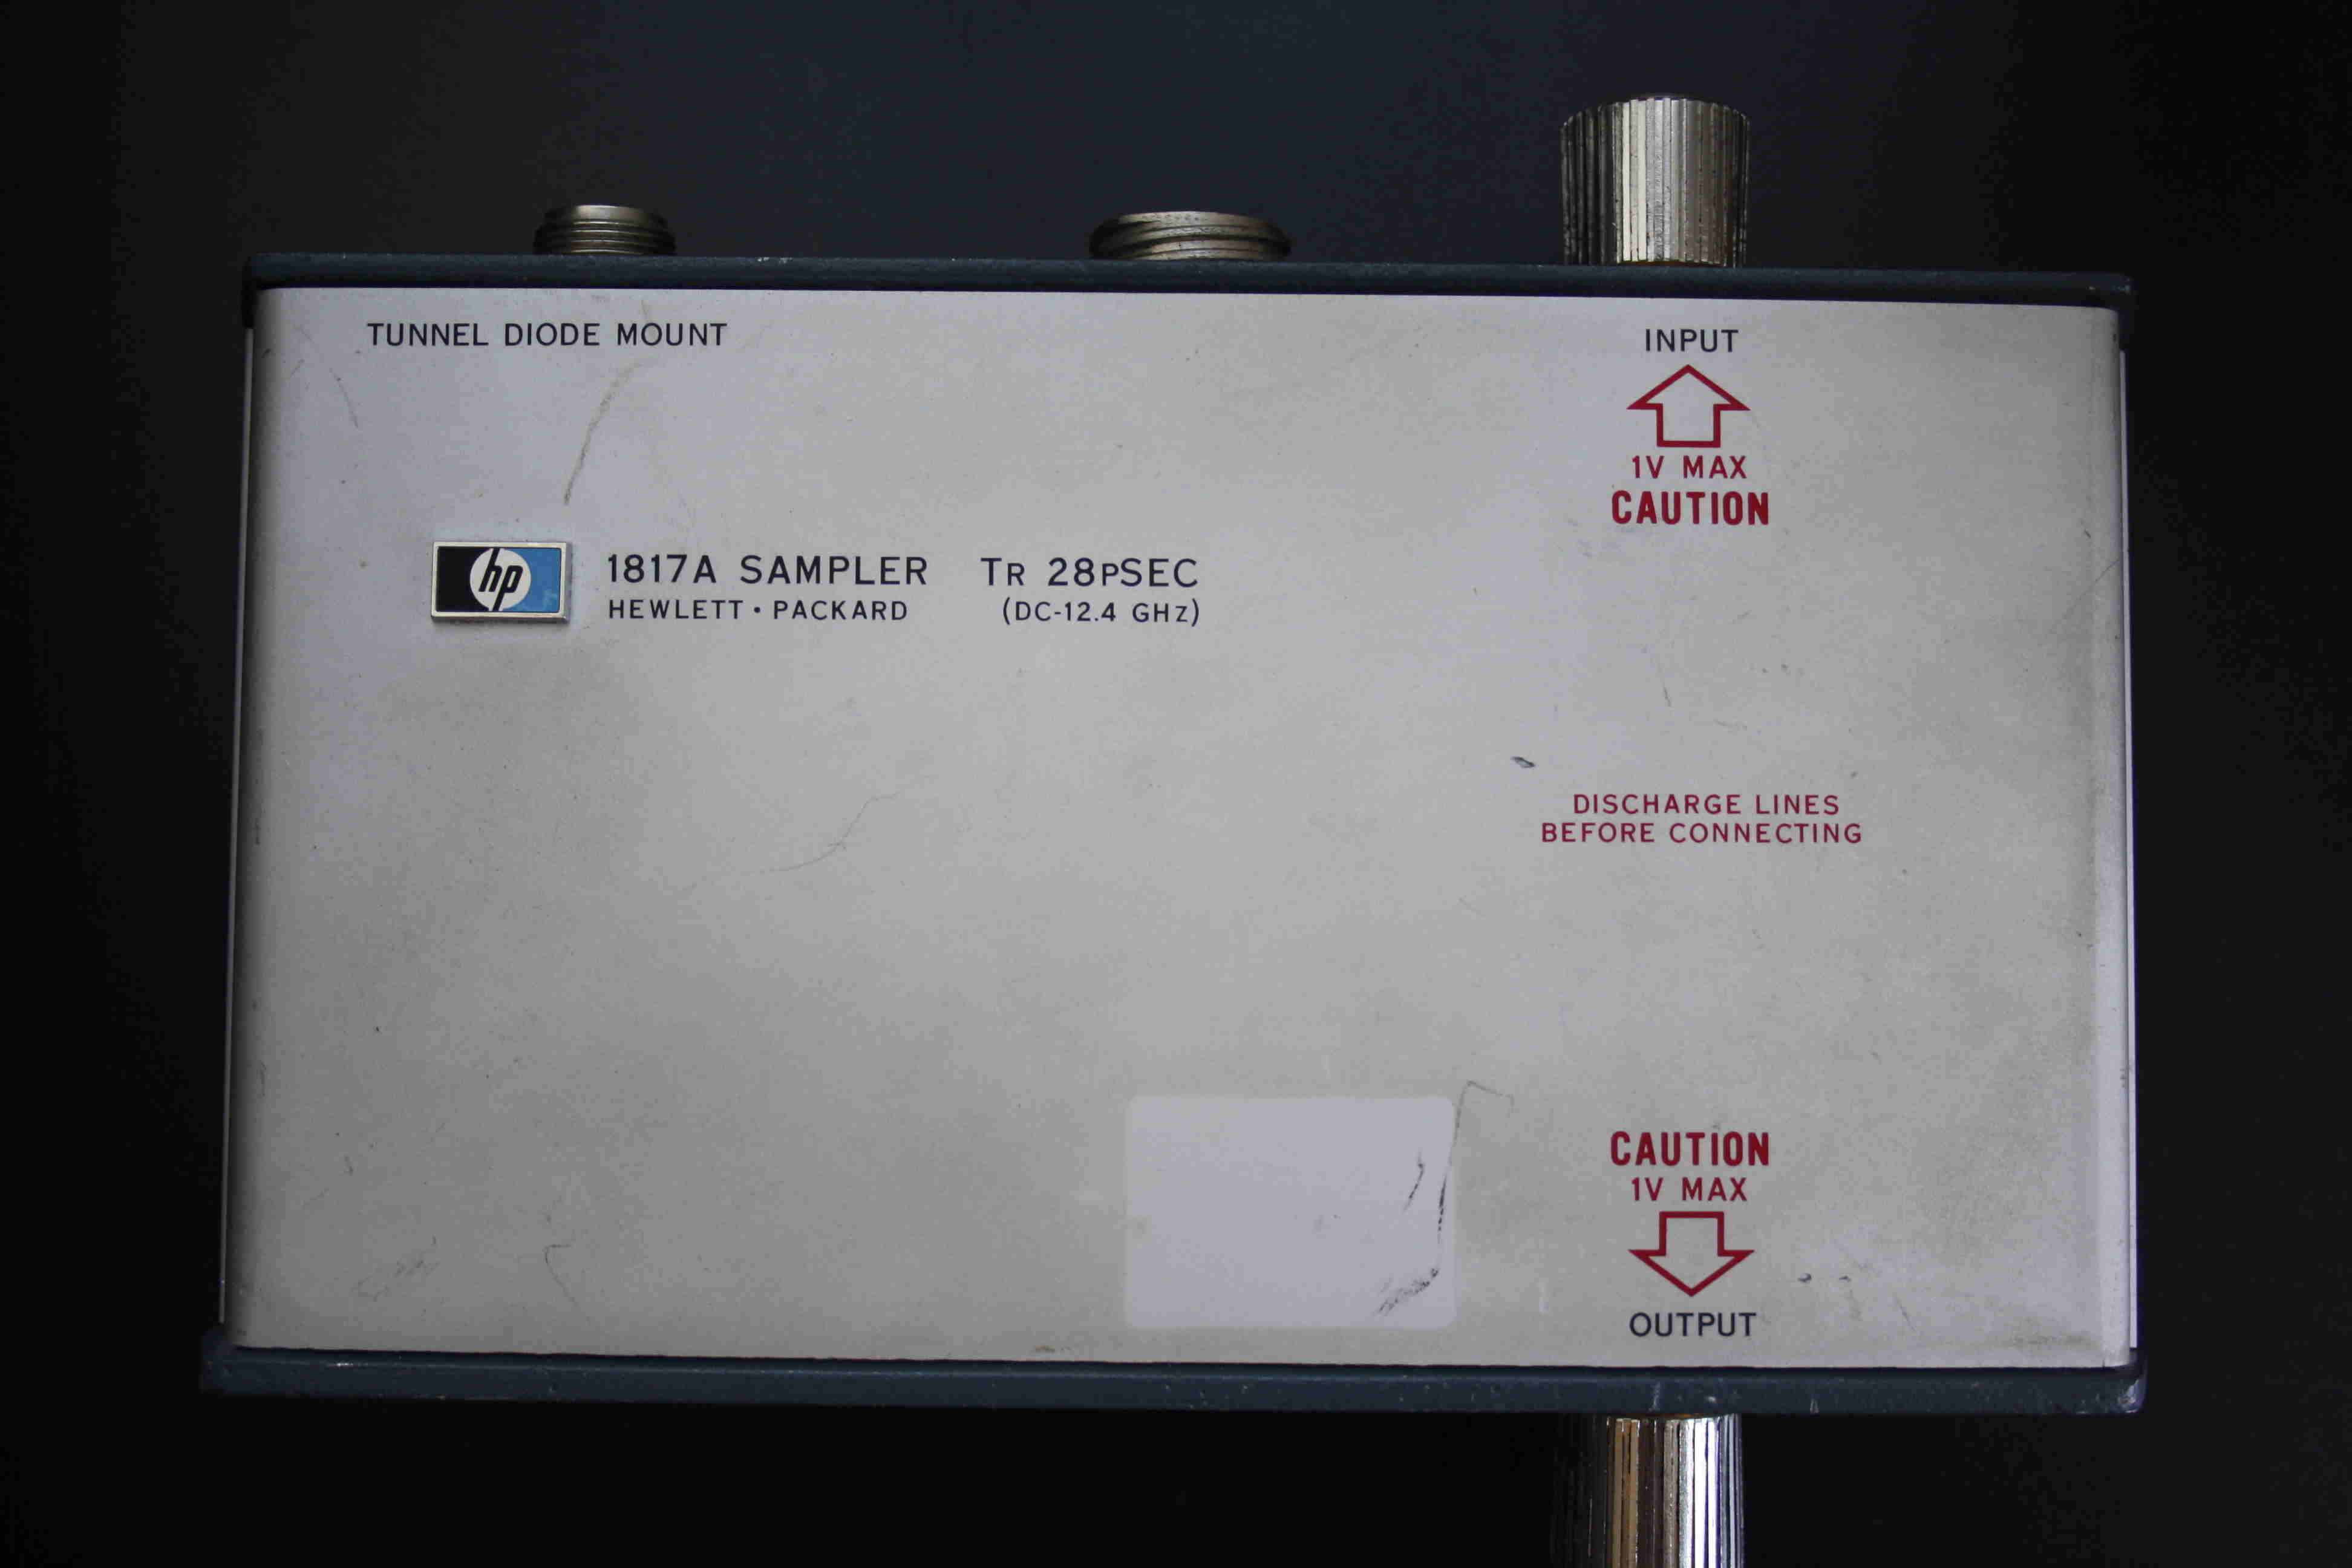 TUNNEL DIODE MOUNT
INPUT
1V MAX
CAUTION
hp
1817A SAMPLER TR 28PSEC
HEWLETT • PACKARD (DC-12.4 GHz)
DISCHARGE LINES
BEFORE CONNECTING
CAUTION
1V MAX
OUTPUT